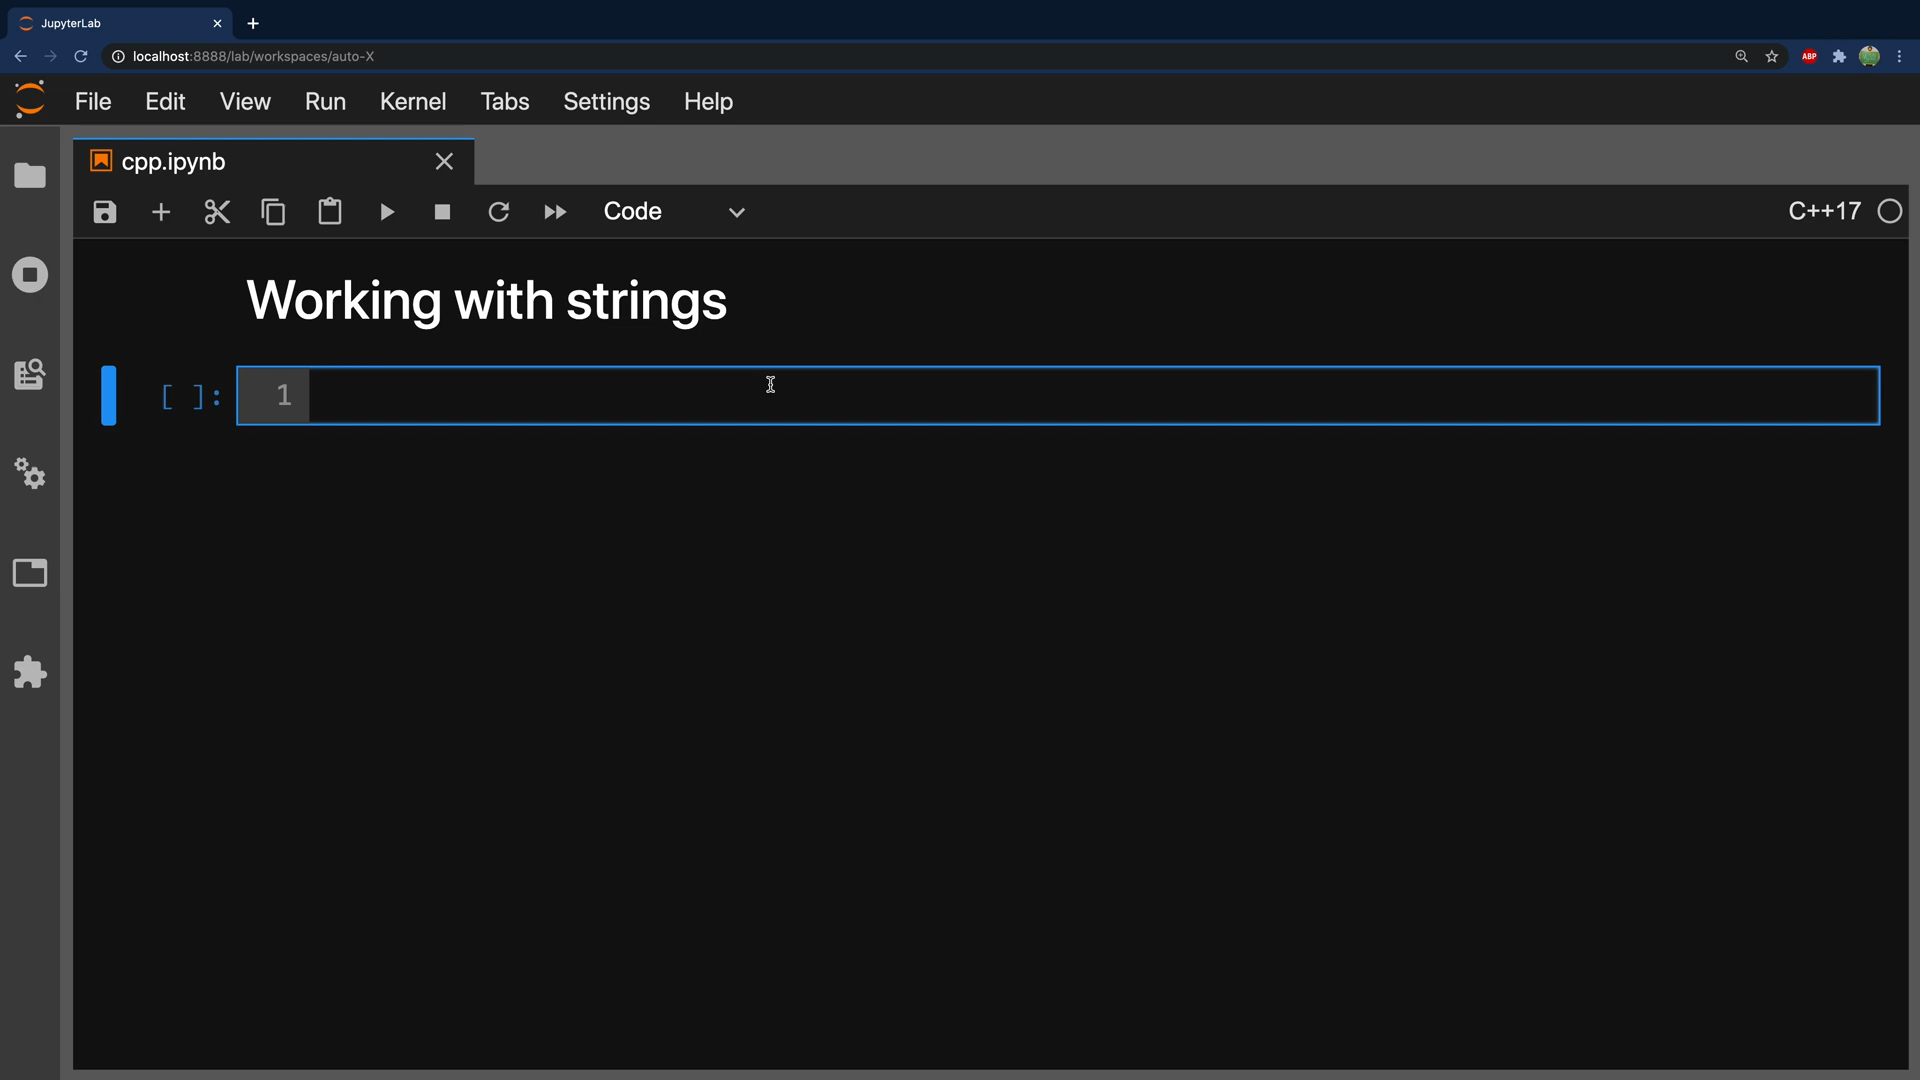 JupyterLab
localhost:8888/lab/workspaces/auto-X
ABP
File Edit View Run Kernel Tabs Settings Help
cpp.ipynb
Code
C++17
Working with strings
[ ]:
1